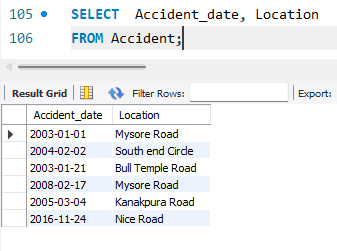 105 SELECT Accident_date, Location
106 FROM Accident;
Result Grid Filter Rows: Export:
Accident_date Location
2003-01-01 Mysore Road
2004-02-02 South end Circle
2003-01-21 Bull Temple Road
2008-02-17 Mysore Road
2005-03-04 Kanakpura Road
2016-11-24 Nice Road